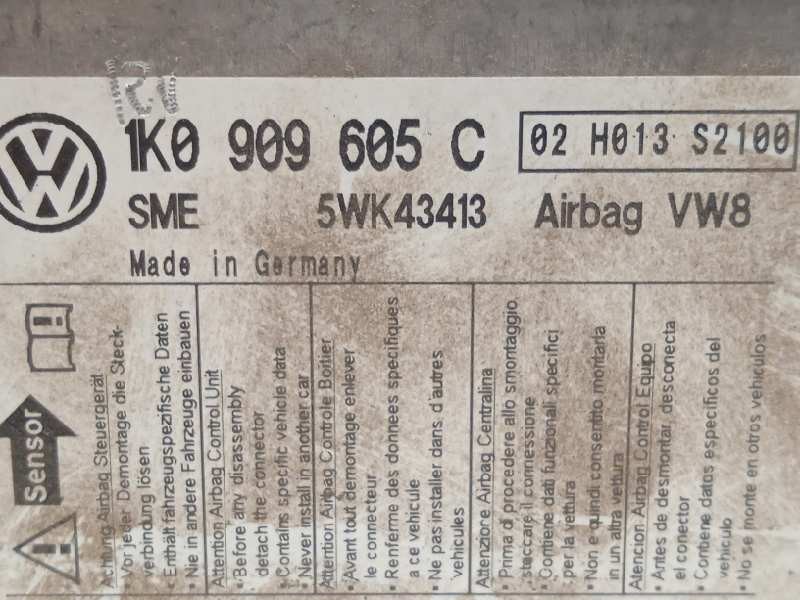 1K0 909 605 C
02 H013 S2100
SME 5WK43413 Airbag VW8
Made in Germany
Sensor
Achtung Airbag Steuergerät
Vor jeder Demontage die Steck-
verbindung lösen
• Enthält fahrzeugspezifische Daten
• Nie in andere Fahrzeuge einbauen
Attention Airbag Control Unit
• Before any disassembly
detach the connector
• Contains specific vehicle data
• Never install in another car
Attention Airbag Controle Boitier
• Avant tout demontage enlever
le connecteur
• Renferme des donnees specifiques
a ce vehicule
• Ne pas installer dans d'autres
vehicules
Attenzione Airbag Centralina
• Prima di procedere allo smontaggio
staccare il connessione
• Contiene dati funzionali specifici
per la vettura
• Non e quindi consentito montarla
in un altra vettura
Atencion Airbag Control Equipo
• Antes de desmontar, desconecta
el conector
• Contiene datos especificos del
vehiculo
• No se monte en otros vehiculos